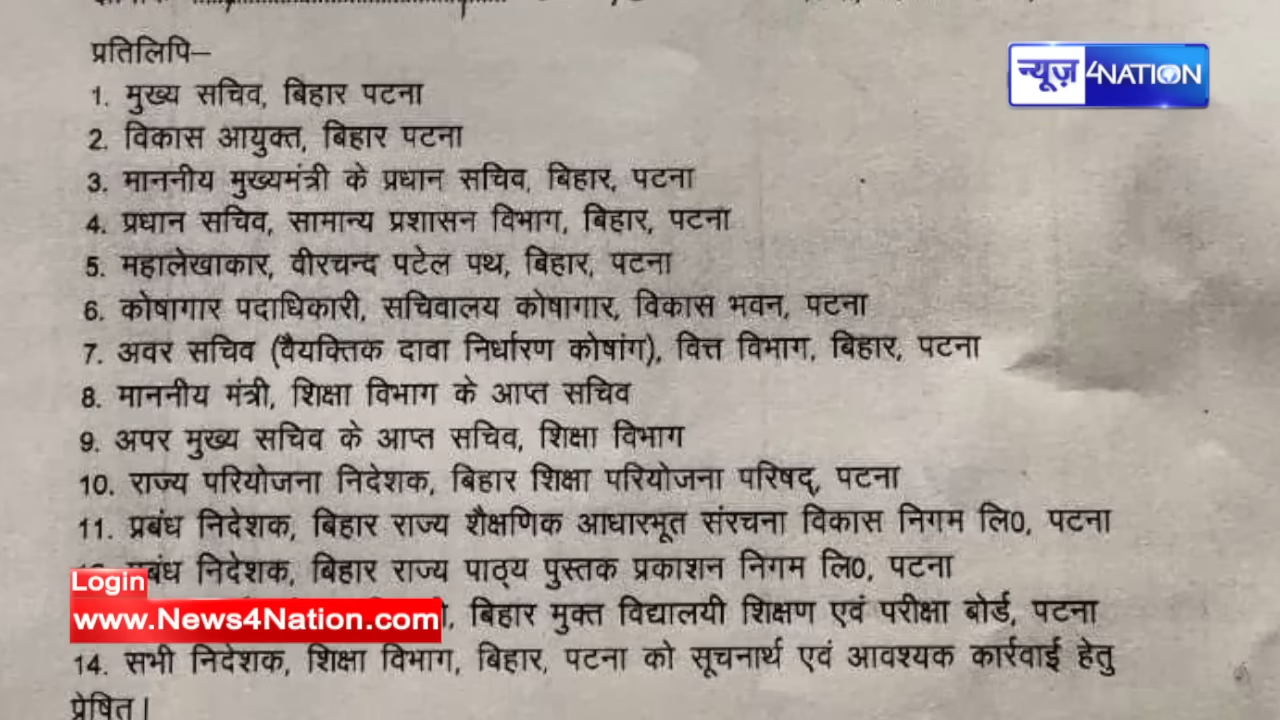 प्रतिलिपि–
न्यूज़ 4NATION
1. मुख्य सचिव, बिहार पटना
2. विकास आयुक्त, बिहार पटना
3. माननीय मुख्यमंत्री के प्रधान सचिव, बिहार, पटना
4. प्रधान सचिव, सामान्य प्रशासन विभाग, बिहार, पटना
5. महालेखाकार, वीरचन्द पटेल पथ, बिहार, पटना
6. कोषागार पदाधिकारी, सचिवालय कोषागार, विकास भवन, पटना
7. अवर सचिव (वैयक्तिक दावा निर्धारण कोषांग), वित्त विभाग, बिहार, पटना
8. माननीय मंत्री, शिक्षा विभाग के आप्त सचिव
9. अपर मुख्य सचिव के आप्त सचिव, शिक्षा विभाग
10. राज्य परियोजना निदेशक, बिहार शिक्षा परियोजना परिषद्, पटना
11. प्रबंध निदेशक, बिहार राज्य शैक्षणिक आधारभूत संरचना विकास निगम लि0, पटना
निदेशक, बिहार राज्य पाठ्य पुस्तक प्रकाशन निगम लि0, पटना
Login
www.News4Nation.com
बिहार मुक्त विद्यालयी शिक्षण एवं परीक्षा बोर्ड, पटना
14. सभी निदेशक, शिक्षा विभाग, बिहार, पटना को सूचनार्थ एवं आवश्यक कार्रवाई हेतु
प्रेषित।